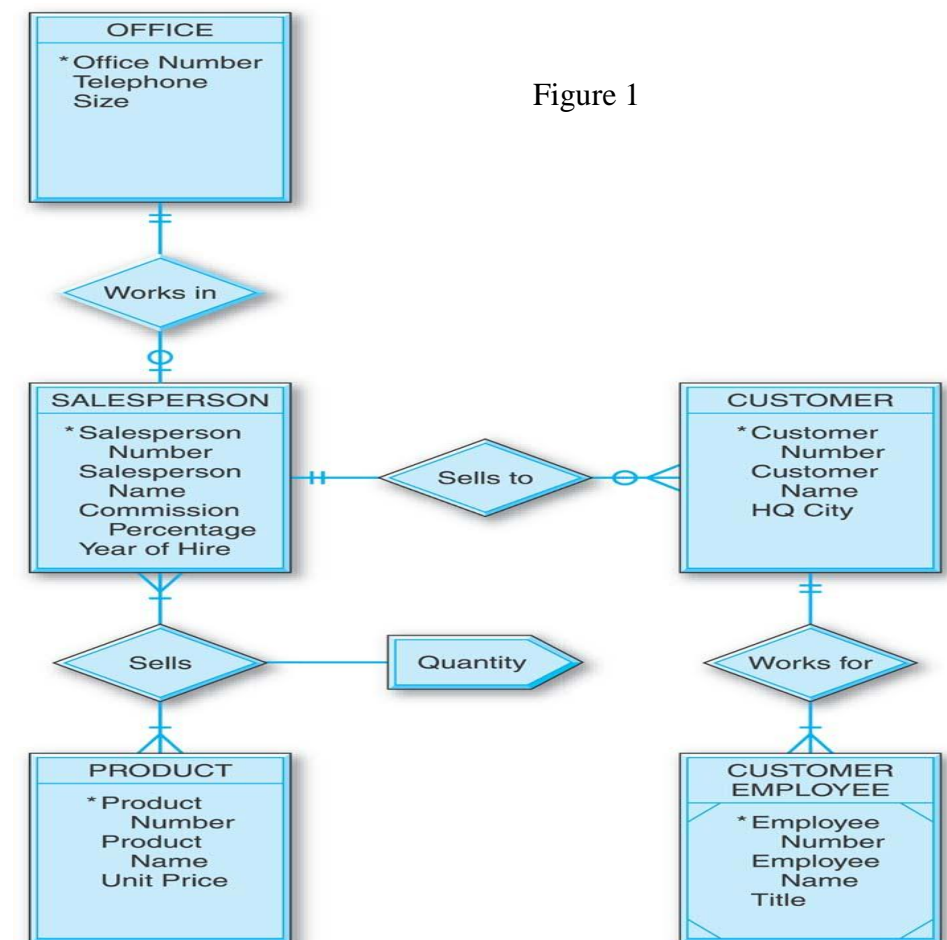 OFFICE
*Office Number
Telephone
Size
Figure 1
Works in
SALESPERSON
*Salesperson
Number
Salesperson
Name
Commission
Percentage
Year of Hire
Sells to
CUSTOMER
*Customer
Number
Customer
Name
HQ City
Sells
Quantity
Works for
PRODUCT
*Product
Number
Product
Name
Unit Price
CUSTOMER
EMPLOYEE
*Employee
Number
Employee
Name
Title